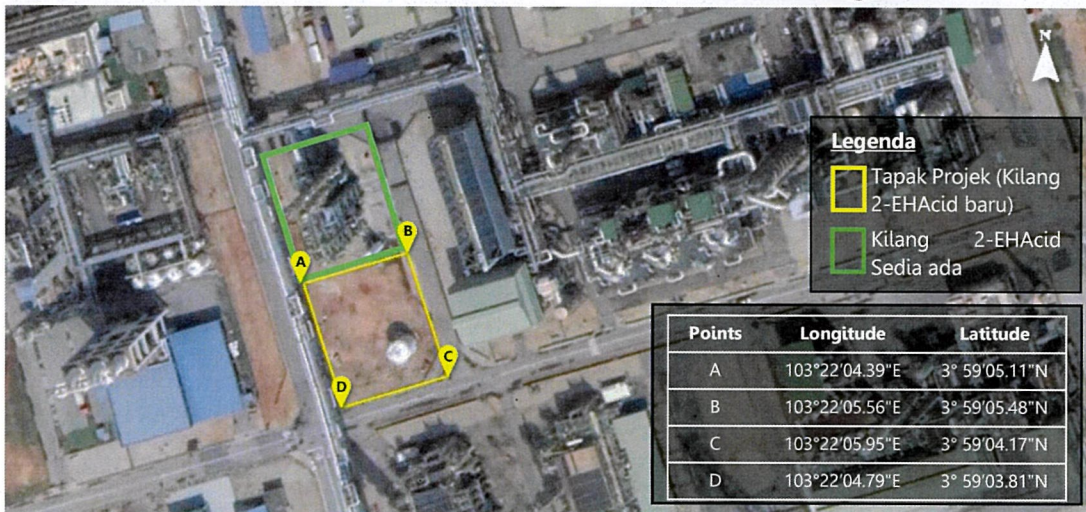 N
Legenda
Tapak Projek (Kilang
2-EHAcid baru)
Kilang 2-EHAcid
Sedia ada
A
B
C
D
Points Longitude Latitude
A 103°22'04.39"E 3° 59'05.11"N
B 103°22'05.56"E 3° 59'05.48"N
C 103°22'05.95"E 3° 59'04.17"N
D 103°22'04.79"E 3° 59'03.81"N